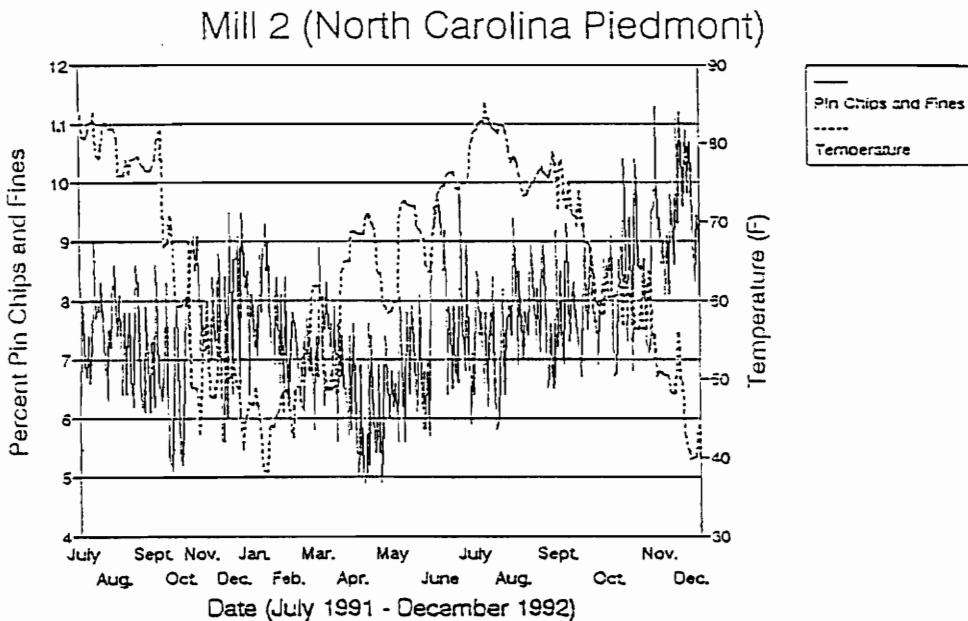 Mill 2 (North Carolina Piedmont)
12
11
10
9
8
7
6
5
4
Percent Pin Chips and Fines
90
80
70
60
50
40
30
Temperature (F)
Pin Chips and Fines
Temperature
July Sept. Nov. Jan. Mar. May July Sept. Nov.
Aug. Oct. Dec. Feb. Apr. June Aug. Oct. Dec.
Date (July 1991 - December 1992)